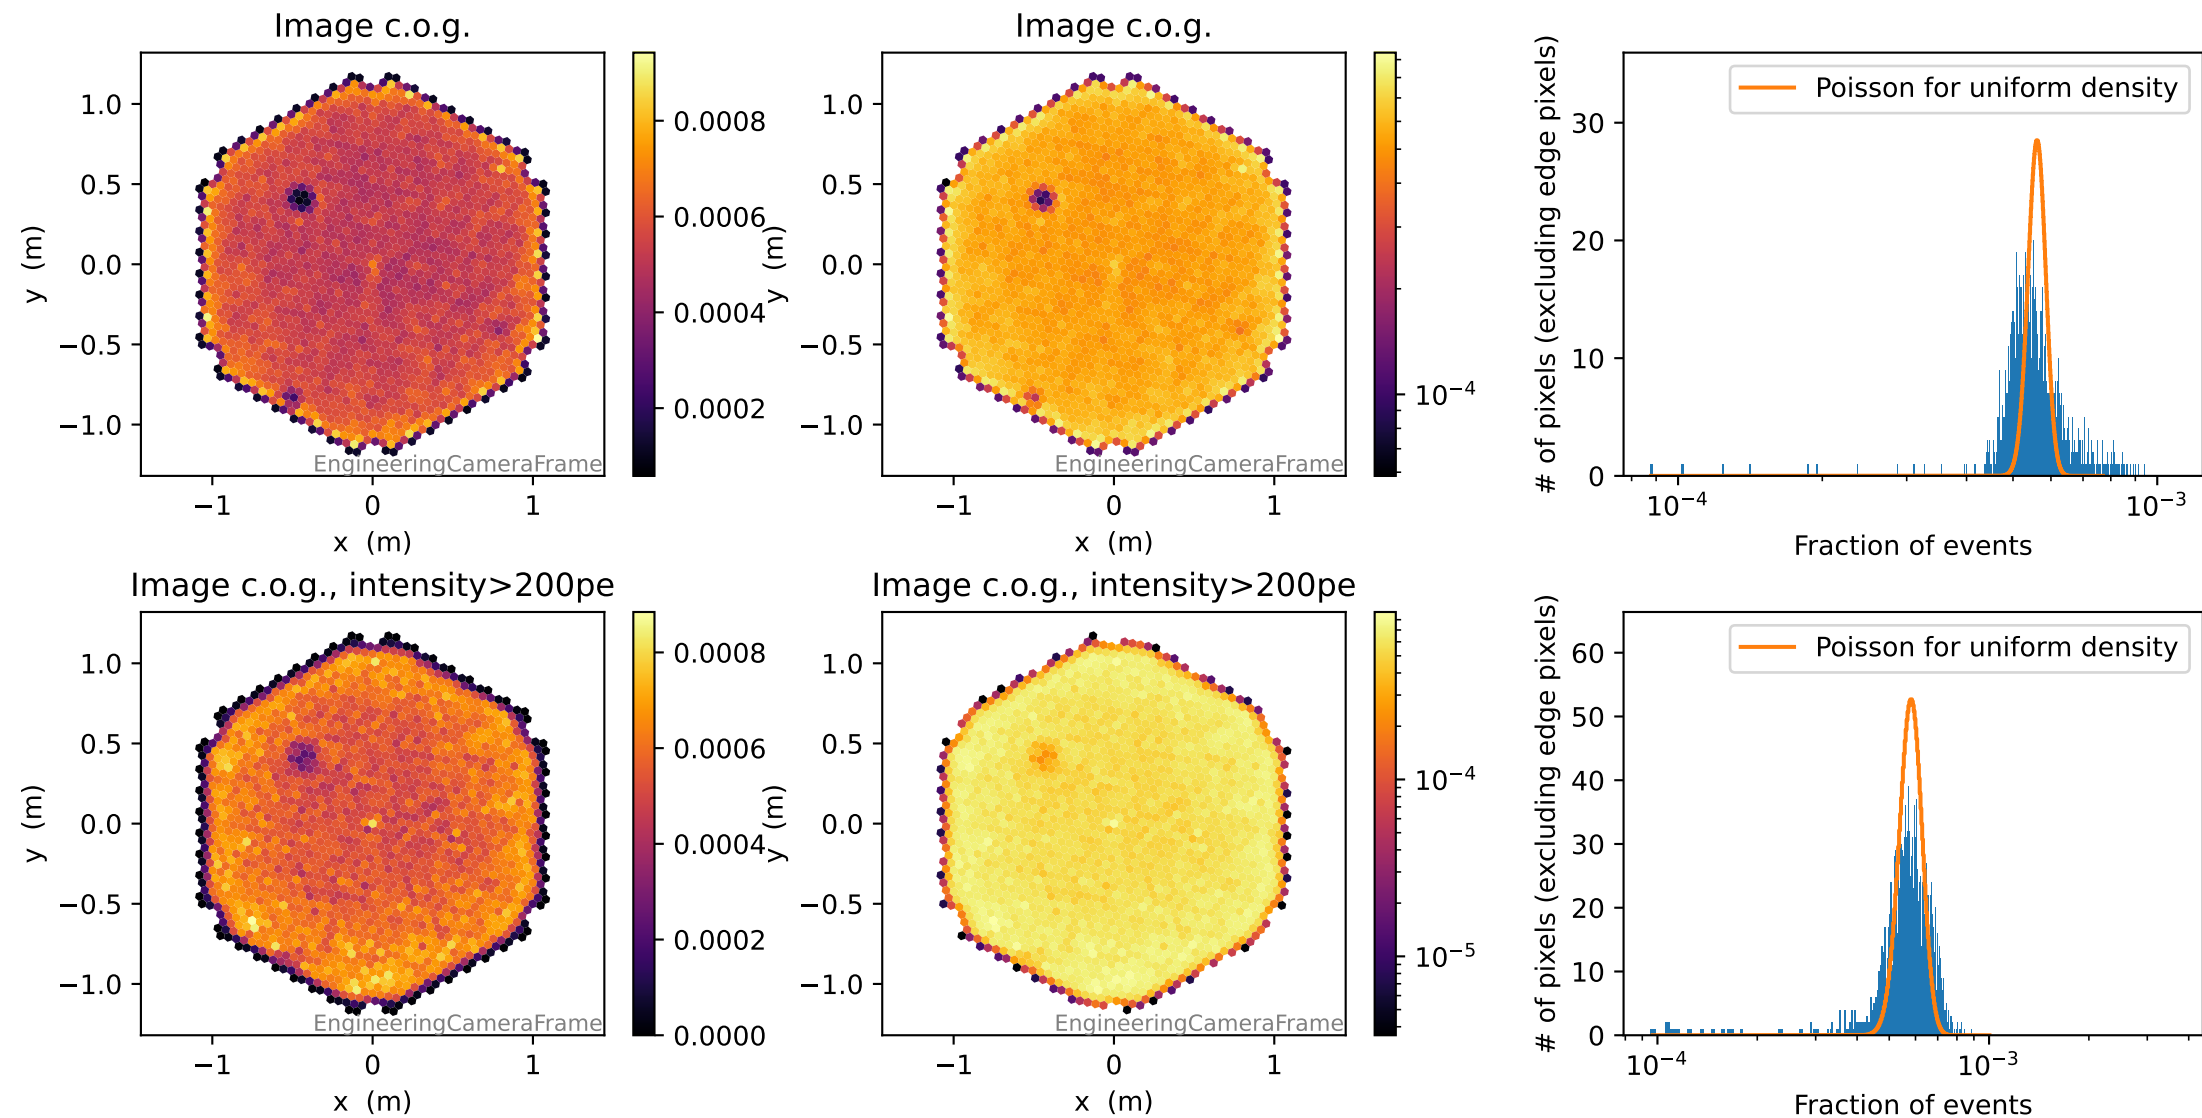 Image c.o.g.
1.0
0.5
0.0
−0.5
−1.0
y (m)
−1
0
1
x (m)
EngineeringCameraFrame
0.0008
0.0006
0.0004
0.0002
Image c.o.g.
1.0
0.5
0.0
−0.5
−1.0
y (m)
−1
0
1
x (m)
EngineeringCameraFrame
10⁻⁴
Poisson for uniform density
30
20
10
0
# of pixels (excluding edge pixels)
10⁻⁴
10⁻³
Fraction of events
Image c.o.g., intensity>200pe
1.0
0.5
0.0
−0.5
−1.0
y (m)
−1
0
1
x (m)
EngineeringCameraFrame
0.0008
0.0006
0.0004
0.0002
0.0000
Image c.o.g., intensity>200pe
1.0
0.5
0.0
−0.5
−1.0
y (m)
−1
0
1
x (m)
EngineeringCameraFrame
10⁻⁴
10⁻⁵
Poisson for uniform density
60
50
40
30
20
10
0
# of pixels (excluding edge pixels)
10⁻⁴
10⁻³
Fraction of events